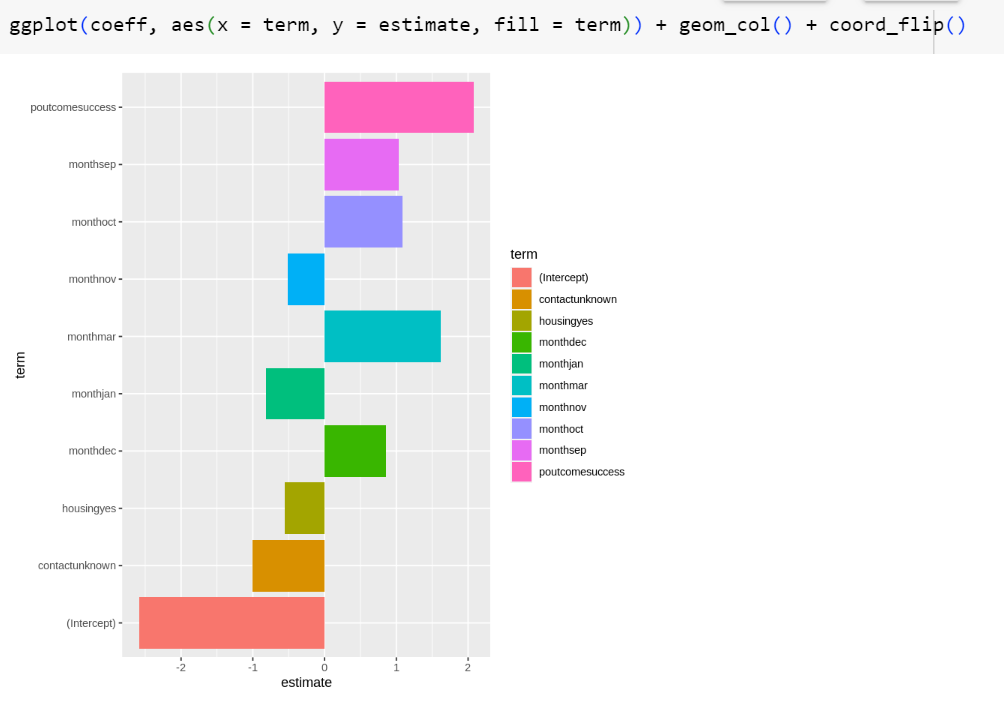 ggplot(coeff, aes(x = term, y = estimate, fill = term)) + geom_col() + coord_flip()
poutcomesuccess
monthsep
monthoct
monthnov
monthmar
monthjan
monthdec
housingyes
contactunknown
(Intercept)
term
-2 -1 0 1 2
estimate
term
(Intercept)
contactunknown
housingyes
monthdec
monthjan
monthmar
monthnov
monthoct
monthsep
poutcomesuccess